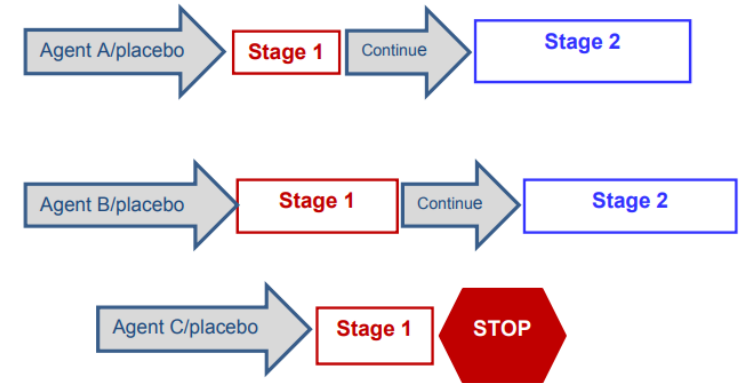 Agent A/placebo
Stage 1
Continue
Stage 2
Agent B/placebo
Stage 1
Continue
Stage 2
Agent C/placebo
Stage 1
STOP